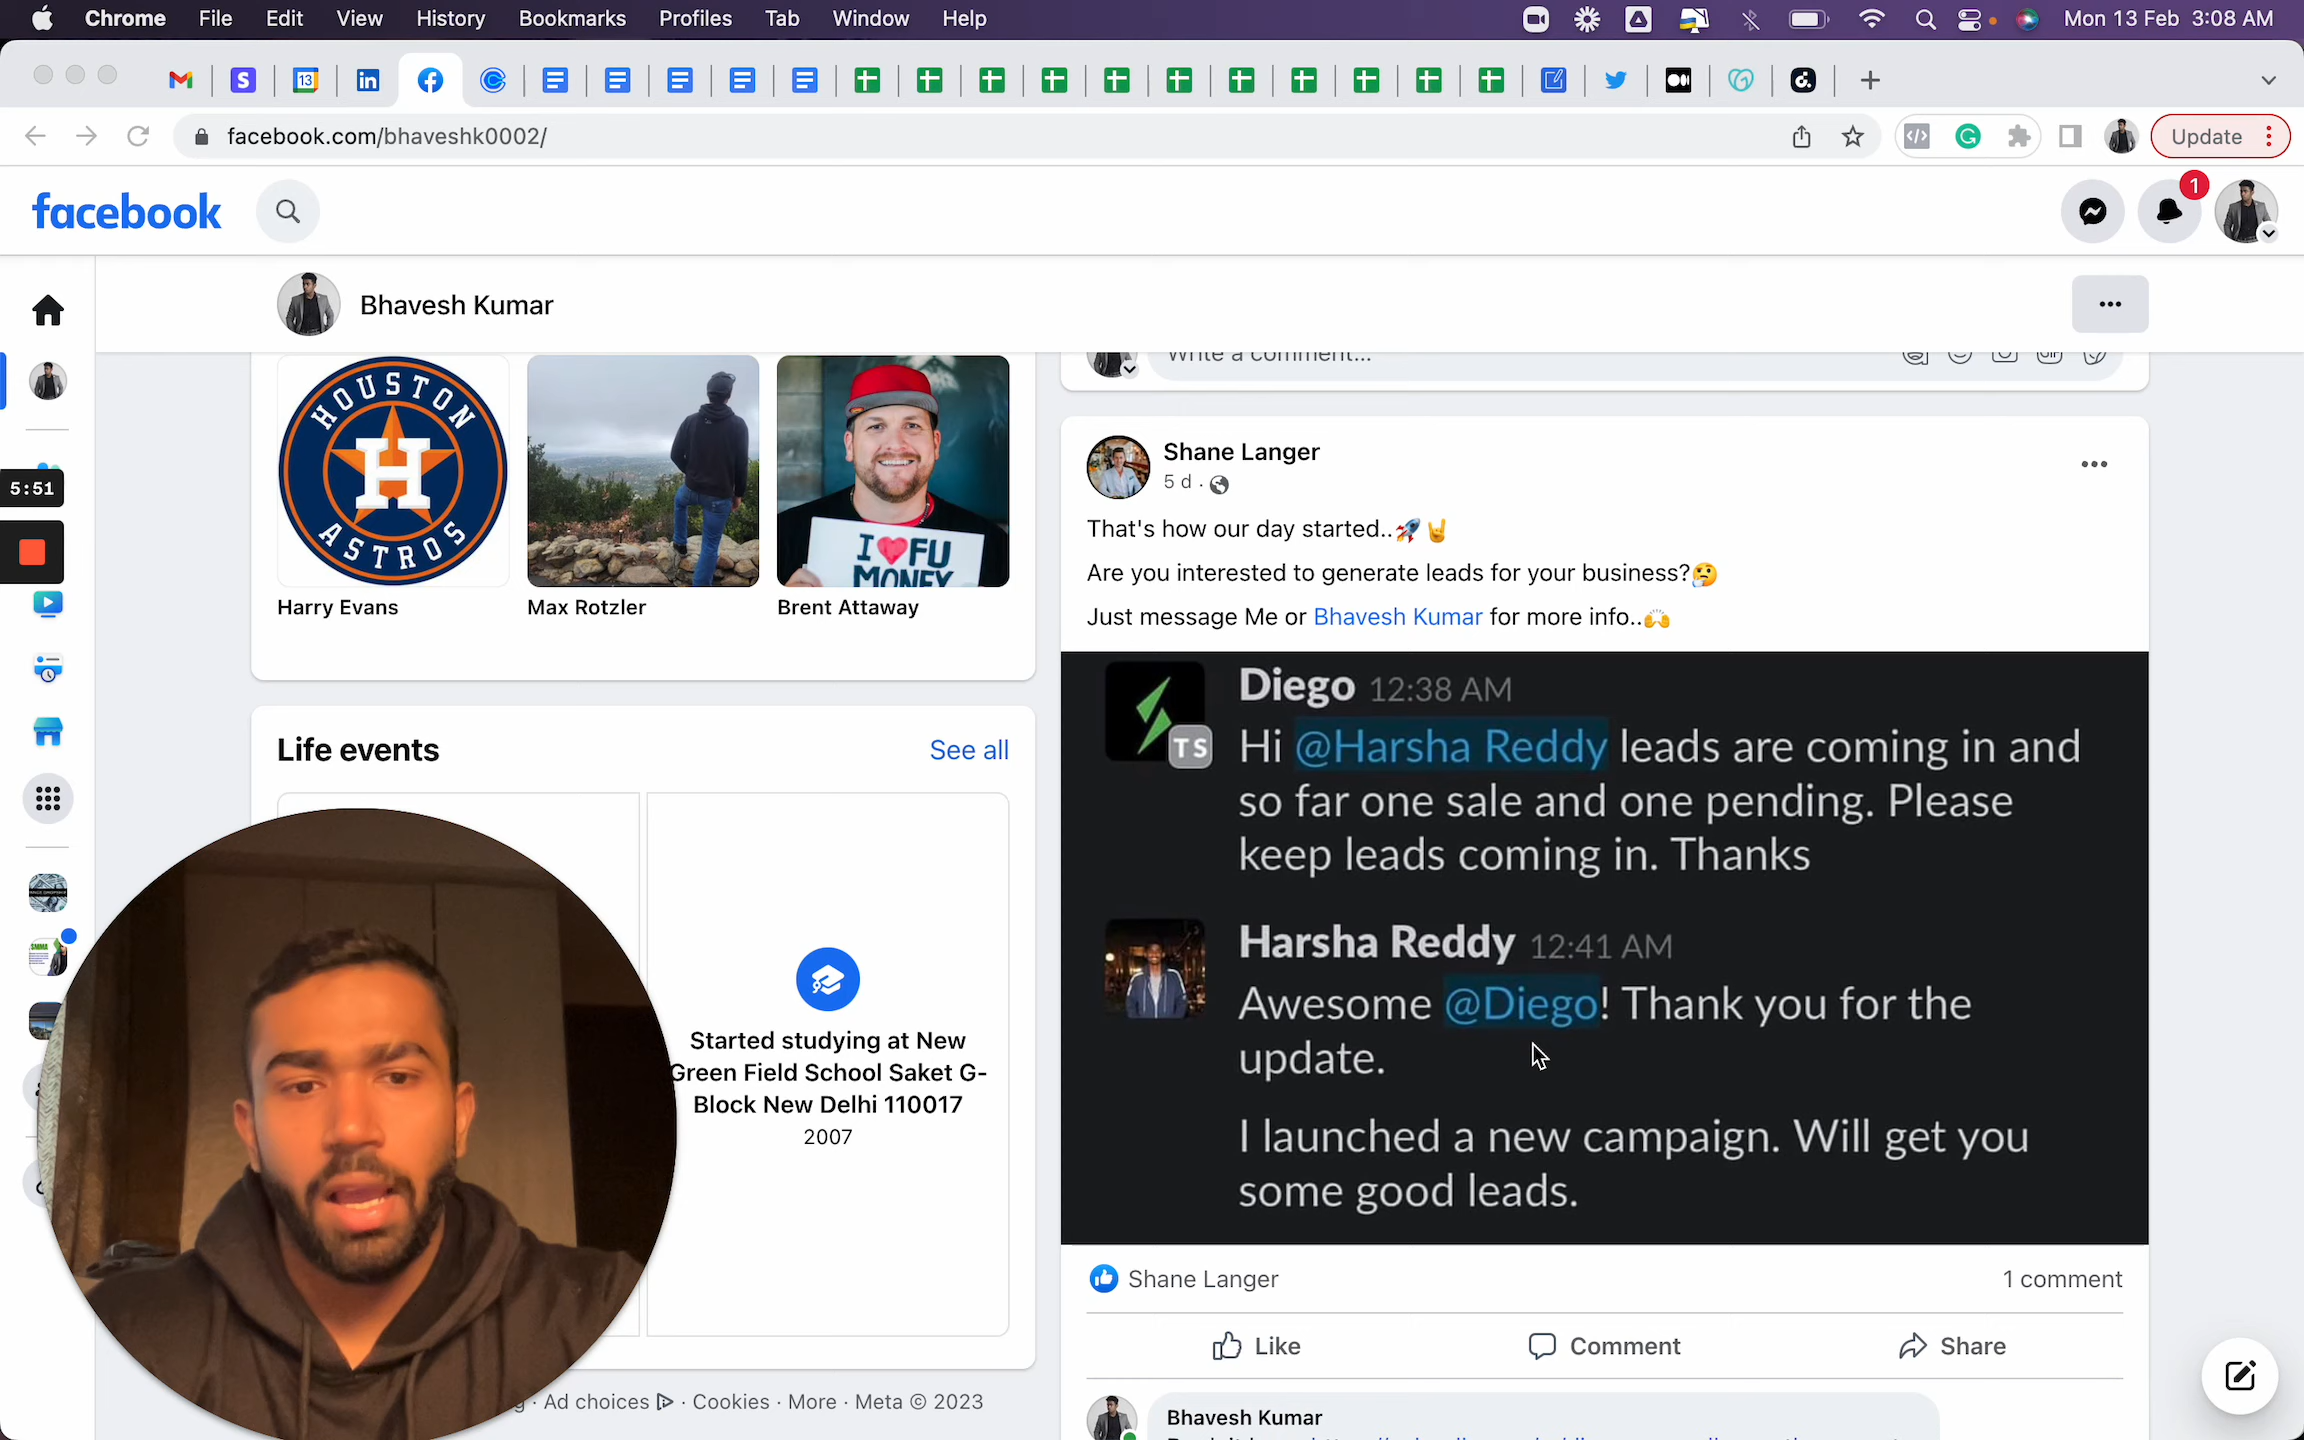 Chrome File Edit View History Bookmarks Profiles Tab Window Help
Mon 13 Feb 3:08 AM
facebook.com/bhaveshk0002/
Update
facebook
1
Bhavesh Kumar
Write a comment...
HOUSTON
H
ASTROS
I ❤ FU
MONEY
Harry Evans
Max Rotzler
Brent Attaway
5:51
Life events
See all
Started studying at New
Green Field School Saket G-
Block New Delhi 110017
2007
Ad choices · Cookies · More · Meta © 2023
Shane Langer
5 d ·
That's how our day started..🚀🤘
Are you interested to generate leads for your business?🤔
Just message Me or Bhavesh Kumar for more info..🙌
Diego 12:38 AM
TS
Hi @Harsha Reddy leads are coming in and
so far one sale and one pending. Please
keep leads coming in. Thanks
Harsha Reddy 12:41 AM
Awesome @Diego! Thank you for the
update.
I launched a new campaign. Will get you
some good leads.
Shane Langer
1 comment
Like
Comment
Share
Bhavesh Kumar